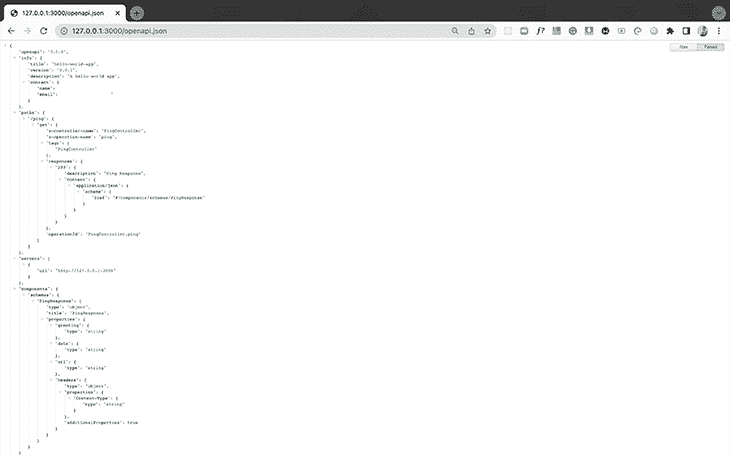 127.0.0.1:3000/openapi.json
127.0.0.1:3000/openapi.json
Raw Parsed
{
"openapi": "3.0.0",
"info": {
"title": "hello-world-app",
"version": "0.0.1",
"description": "A hello world app",
"contact": {
"name":
"email":
}
},
"paths": {
"/ping": {
"get": {
"x-controller-name": "PingController",
"x-operation-name": "ping",
"tags": [
"PingController"
],
"responses": {
"200": {
"description": "Ping Response",
"content": {
"application/json": {
"schema": {
"$ref": "#/components/schemas/PingResponse"
}
}
}
}
},
"operationId": "PingController.ping"
}
}
},
"servers": [
{
"url": "http://127.0.0.1:3000"
}
],
"components": {
"schemas": {
"PingResponse": {
"type": "object",
"title": "PingResponse",
"properties": {
"greeting": {
"type": "string"
},
"date": {
"type": "string"
},
"url": {
"type": "string"
},
"headers": {
"type": "object",
"properties": {
"Content-Type": {
"type": "string"
}
},
"additionalProperties": true
}
}
}
}
}